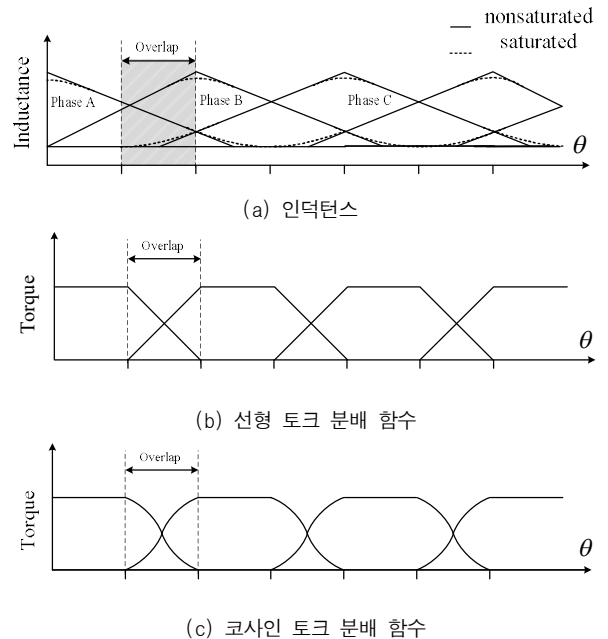 nonsaturated
saturated
Overlap
Inductance
Phase A
Phase B
Phase C
θ
(a) 인덕턴스
Overlap
Torque
θ
(b) 선형 토크 분배 함수
Overlap
Torque
θ
(c) 코사인 토크 분배 함수